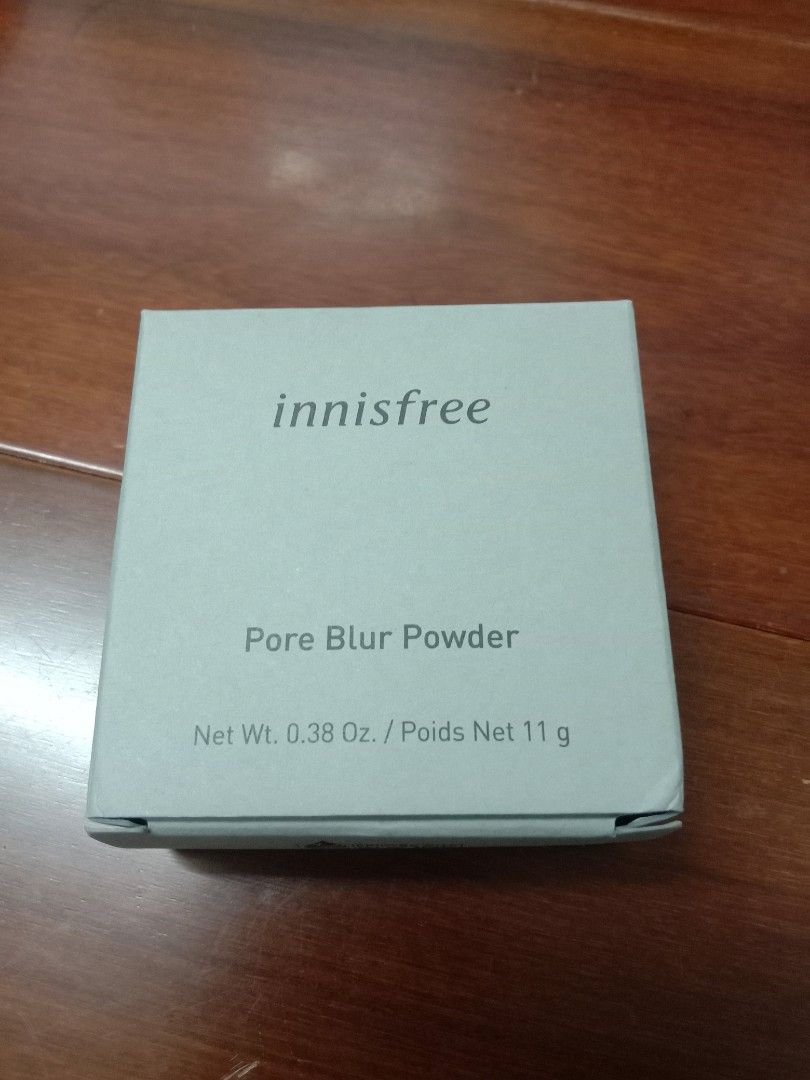 innisfree
Pore Blur Powder
Net Wt. 0.38 Oz. / Poids Net 11 g